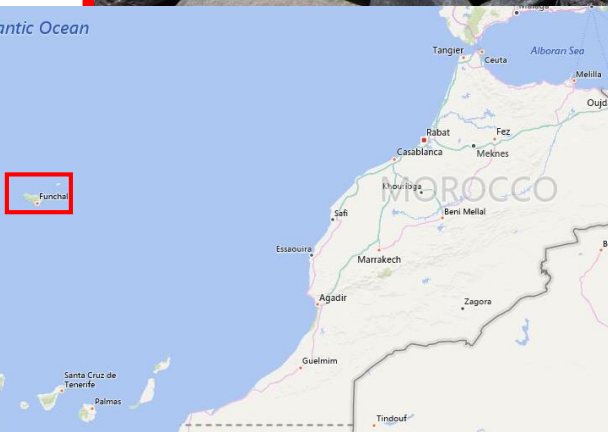 antic Ocean
Malaga
Tangier
Ceuta
Alboran Sea
Melilla
Oujd
Rabat
Fez
Casablanca
Meknes
Funchal
Khouribga
MOROCCO
Safi
Beni Mellal
Essaouira
Marrakech
B
Agadir
Zagora
Guelmim
Santa Cruz de
Tenerife
Palmas
Tindouf